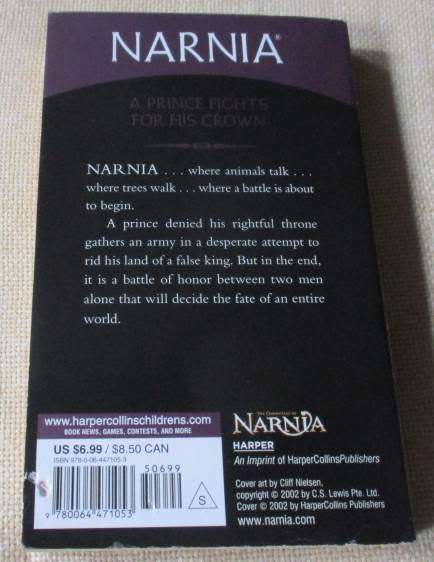 NARNIA®
A PRINCE FIGHTS
FOR HIS CROWN
NARNIA . . . where animals talk . . .
where trees walk . . . where a battle is about
to begin.
A prince denied his rightful throne
gathers an army in a desperate attempt to
rid his land of a false king. But in the end,
it is a battle of honor between two men
alone that will decide the fate of an entire
world.
www.harpercollinschildrens.com
BOOK NEWS, GAMES, CONTESTS, AND MORE
US $6.99 / $8.50 CAN
ISBN 978-0-06-447105-3
50699
9 780064 471053
S
THE CHRONICLES OF
NARNIA
HARPER
An Imprint of HarperCollinsPublishers
Cover art by Cliff Nielsen,
copyright © 2002 by C.S. Lewis Pte. Ltd.
Cover © 2002 by HarperCollins Publishers
www.narnia.com